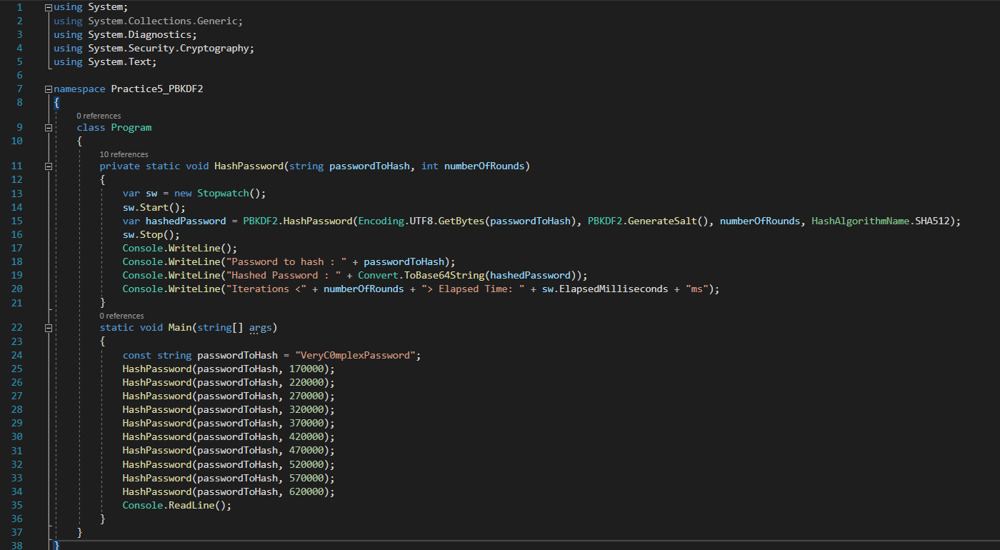 1 using System;
2 using System.Collections.Generic;
3 using System.Diagnostics;
4 using System.Security.Cryptography;
5 using System.Text;
6
7 namespace Practice5_PBKDF2
8 {
0 references
9 class Program
10 {
10 references
11 private static void HashPassword(string passwordToHash, int numberOfRounds)
12 {
13 var sw = new Stopwatch();
14 sw.Start();
15 var hashedPassword = PBKDF2.HashPassword(Encoding.UTF8.GetBytes(passwordToHash), PBKDF2.GenerateSalt(), numberOfRounds, HashAlgorithmName.SHA512);
16 sw.Stop();
17 Console.WriteLine();
18 Console.WriteLine("Password to hash : " + passwordToHash);
19 Console.WriteLine("Hashed Password : " + Convert.ToBase64String(hashedPassword));
20 Console.WriteLine("Iterations <" + numberOfRounds + "> Elapsed Time: " + sw.ElapsedMilliseconds + "ms");
21 }
0 references
22 static void Main(string[] args)
23 {
24 const string passwordToHash = "VeryC0mplexPassword";
25 HashPassword(passwordToHash, 170000);
26 HashPassword(passwordToHash, 220000);
27 HashPassword(passwordToHash, 270000);
28 HashPassword(passwordToHash, 320000);
29 HashPassword(passwordToHash, 370000);
30 HashPassword(passwordToHash, 420000);
31 HashPassword(passwordToHash, 470000);
32 HashPassword(passwordToHash, 520000);
33 HashPassword(passwordToHash, 570000);
34 HashPassword(passwordToHash, 620000);
35 Console.ReadLine();
36 }
37 }
38 }